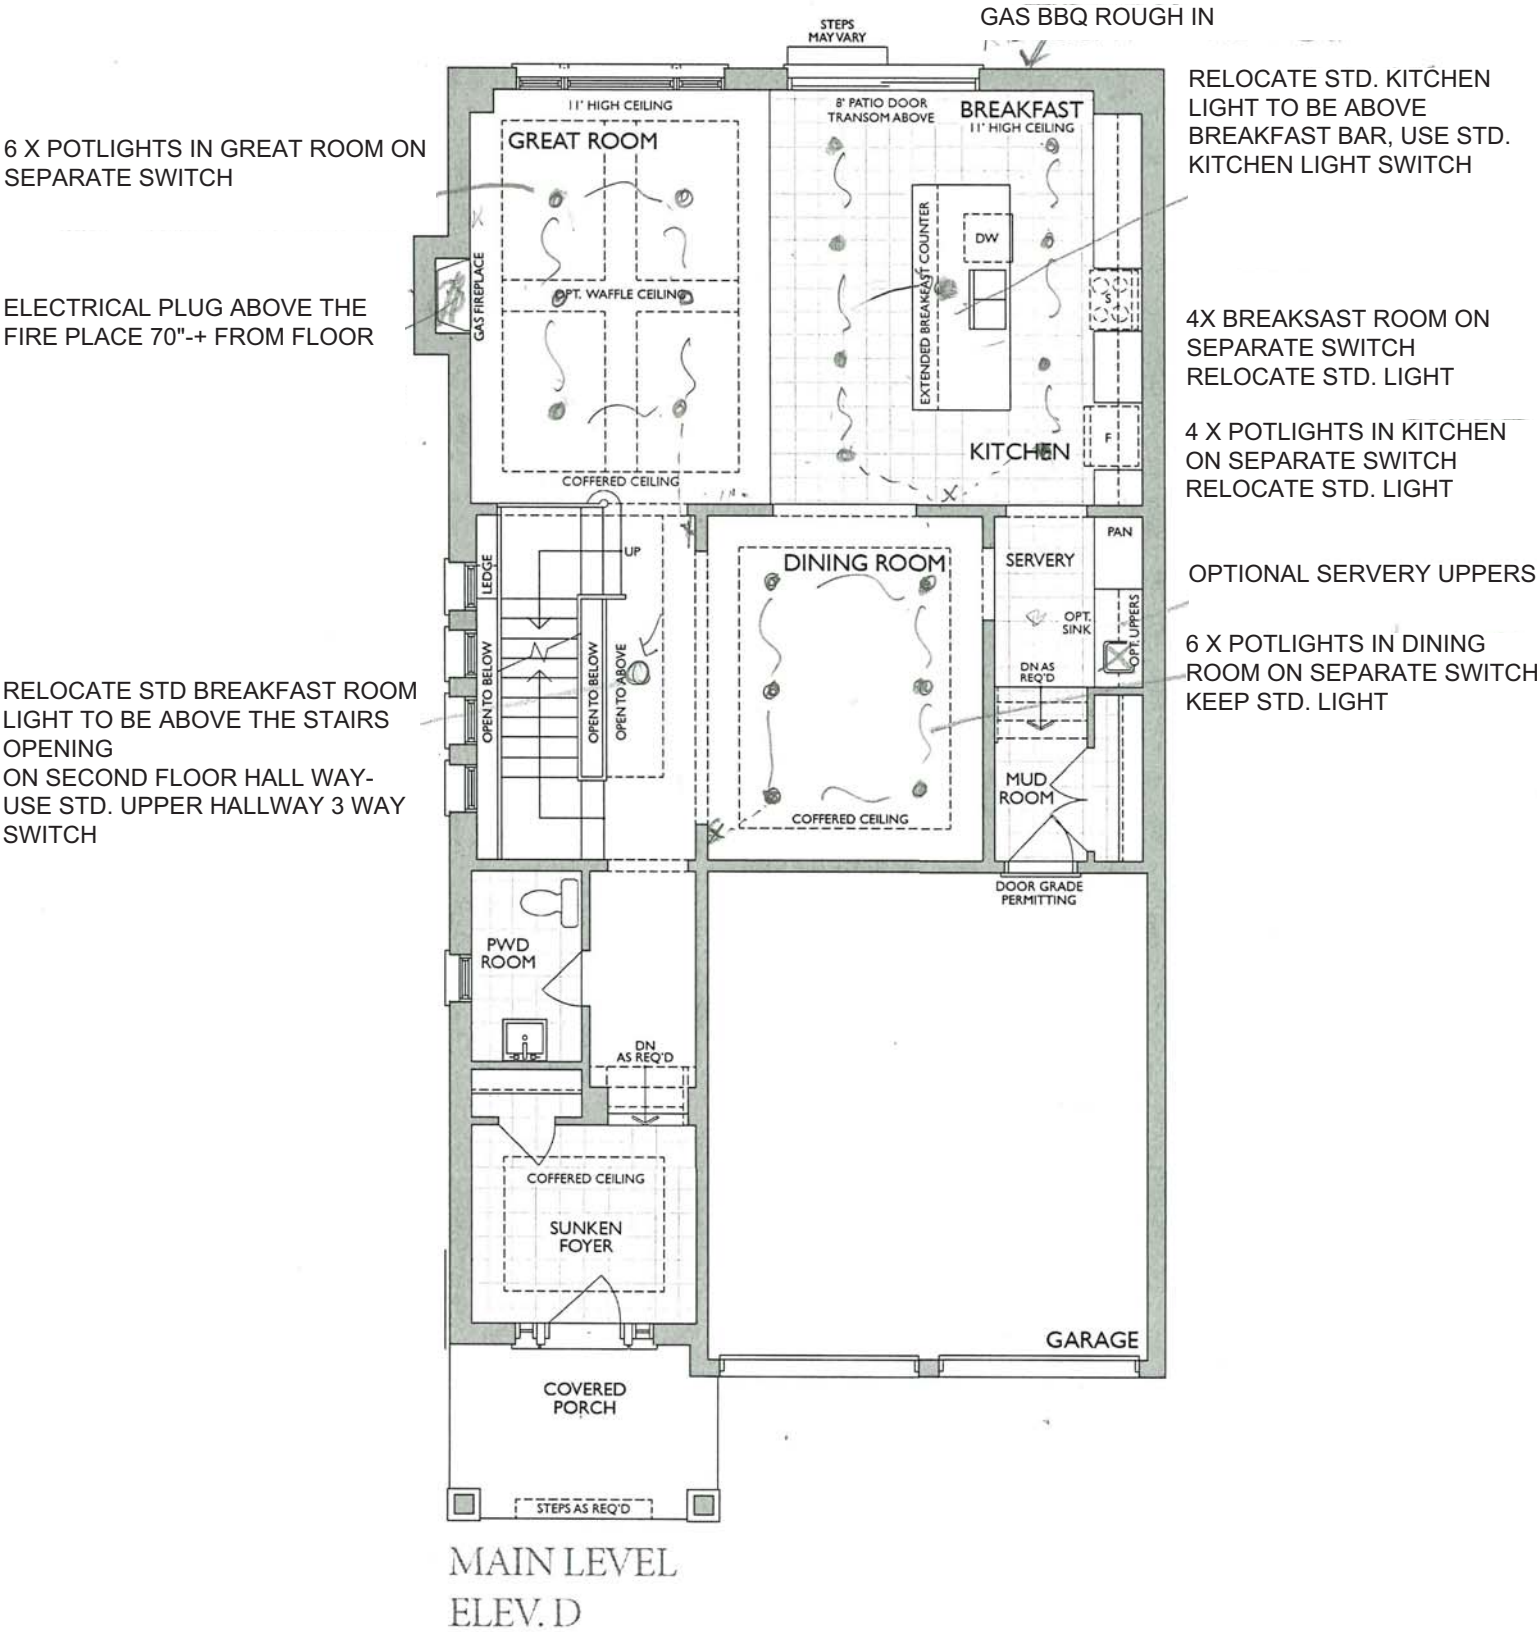 GAS BBQ ROUGH IN
STEPS
MAY VARY
RELOCATE STD. KITCHEN
LIGHT TO BE ABOVE
BREAKFAST BAR, USE STD.
KITCHEN LIGHT SWITCH
6 X POTLIGHTS IN GREAT ROOM ON
SEPARATE SWITCH
11' HIGH CEILING
GREAT ROOM
8' PATIO DOOR
TRANSOM ABOVE
BREAKFAST
11' HIGH CEILING
EXTENDED BREAKFAST COUNTER
DW
GAS FIREPLACE
OPT. WAFFLE CEILING
S
ELECTRICAL PLUG ABOVE THE
FIRE PLACE 70"-+ FROM FLOOR
4X BREAKSAST ROOM ON
SEPARATE SWITCH
RELOCATE STD. LIGHT
4 X POTLIGHTS IN KITCHEN
ON SEPARATE SWITCH
RELOCATE STD. LIGHT
KITCHEN
F
COFFERED CEILING
LEDGE
UP
DINING ROOM
SERVERY
PAN
OPT.
SINK
OPT. UPPERS
OPTIONAL SERVERY UPPERS
DN AS
REQ'D
6 X POTLIGHTS IN DINING
ROOM ON SEPARATE SWITCH
KEEP STD. LIGHT
OPEN TO BELOW
OPEN TO BELOW
OPEN TO ABOVE
RELOCATE STD BREAKFAST ROOM
LIGHT TO BE ABOVE THE STAIRS
OPENING
ON SECOND FLOOR HALL WAY-
USE STD. UPPER HALLWAY 3 WAY
SWITCH
MUD
ROOM
COFFERED CEILING
DOOR GRADE
PERMITTING
PWD
ROOM
DN
AS REQ'D
COFFERED CEILING
SUNKEN
FOYER
GARAGE
COVERED
PORCH
STEPS AS REQ'D
MAIN LEVEL
ELEV. D